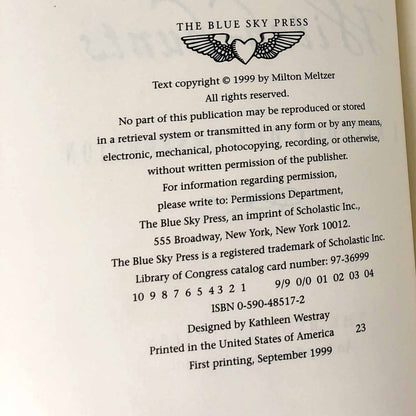 THE BLUE SKY PRESS
Text copyright © 1999 by Milton Meltzer
All rights reserved.
No part of this publication may be reproduced or stored
in a retrieval system or transmitted in any form or by any means,
electronic, mechanical, photocopying, recording, or otherwise,
without written permission of the publisher.
For information regarding permission,
please write to: Permissions Department,
The Blue Sky Press, an imprint of Scholastic Inc.,
555 Broadway, New York, New York 10012.
The Blue Sky Press is a registered trademark of Scholastic Inc.
Library of Congress catalog card number: 97-36999
10 9 8 7 6 5 4 3 2 1 9/9 0/0 01 02 03 04
ISBN 0-590-48517-2
Designed by Kathleen Westray
Printed in the United States of America 23
First printing, September 1999